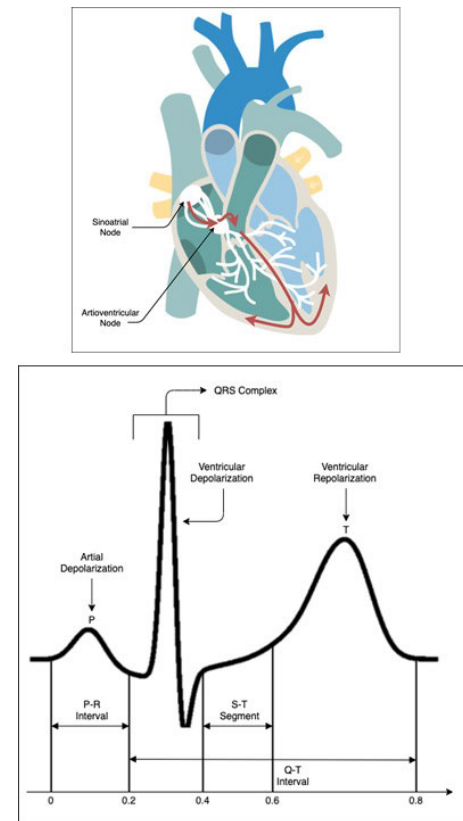 Sinoatrial
Node
Artioventricular
Node
QRS Complex
Ventricular
Depolarization
Ventricular
Repolarization
T
Artial
Depolarization
P
P-R
Interval
S-T
Segment
Q-T
Interval
0
0.2
0.4
0.6
0.8